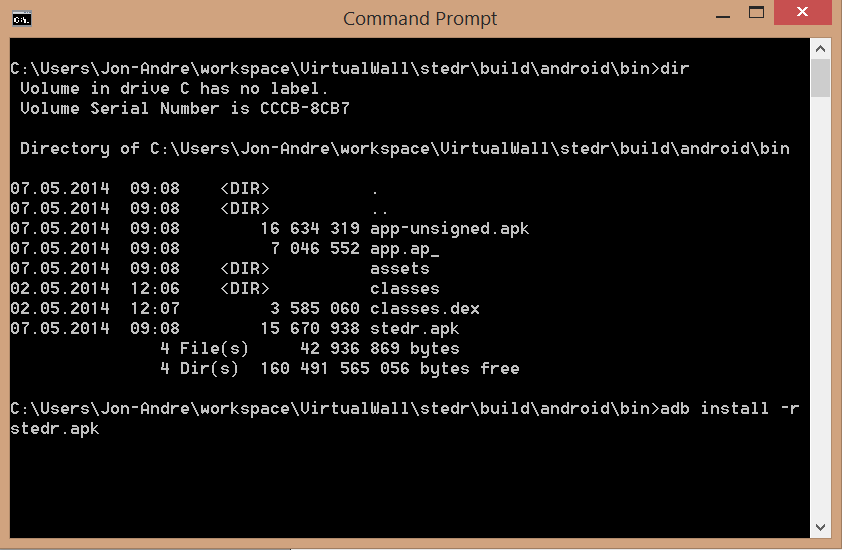 Command Prompt
C:\Users\Jon-Andre\workspace\VirtualWall\stedr\build\android\bin>dir
 Volume in drive C has no label.
 Volume Serial Number is CCCB-8CB7
 Directory of C:\Users\Jon-Andre\workspace\VirtualWall\stedr\build\android\bin
07.05.2014  09:08    <DIR>          .
07.05.2014  09:08    <DIR>          ..
07.05.2014  09:08        16 634 319 app-unsigned.apk
07.05.2014  09:08         7 046 552 app.ap_
07.05.2014  09:08    <DIR>          assets
02.05.2014  12:06    <DIR>          classes
02.05.2014  12:07         3 585 060 classes.dex
07.05.2014  09:08        15 670 938 stedr.apk
               4 File(s)     42 936 869 bytes
               4 Dir(s)  160 491 565 056 bytes free
C:\Users\Jon-Andre\workspace\VirtualWall\stedr\build\android\bin>adb install -r
stedr.apk